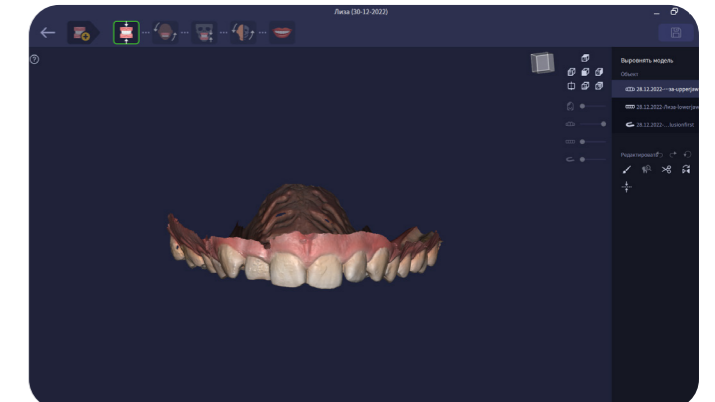 Лиза (30-12-2022)
Выровнять модель
Объект
28.12.2022-···за-upperjaw
28.12.2022-Лиза-lowerjaw
28.12.2022-...lusionfirst
Редактировать